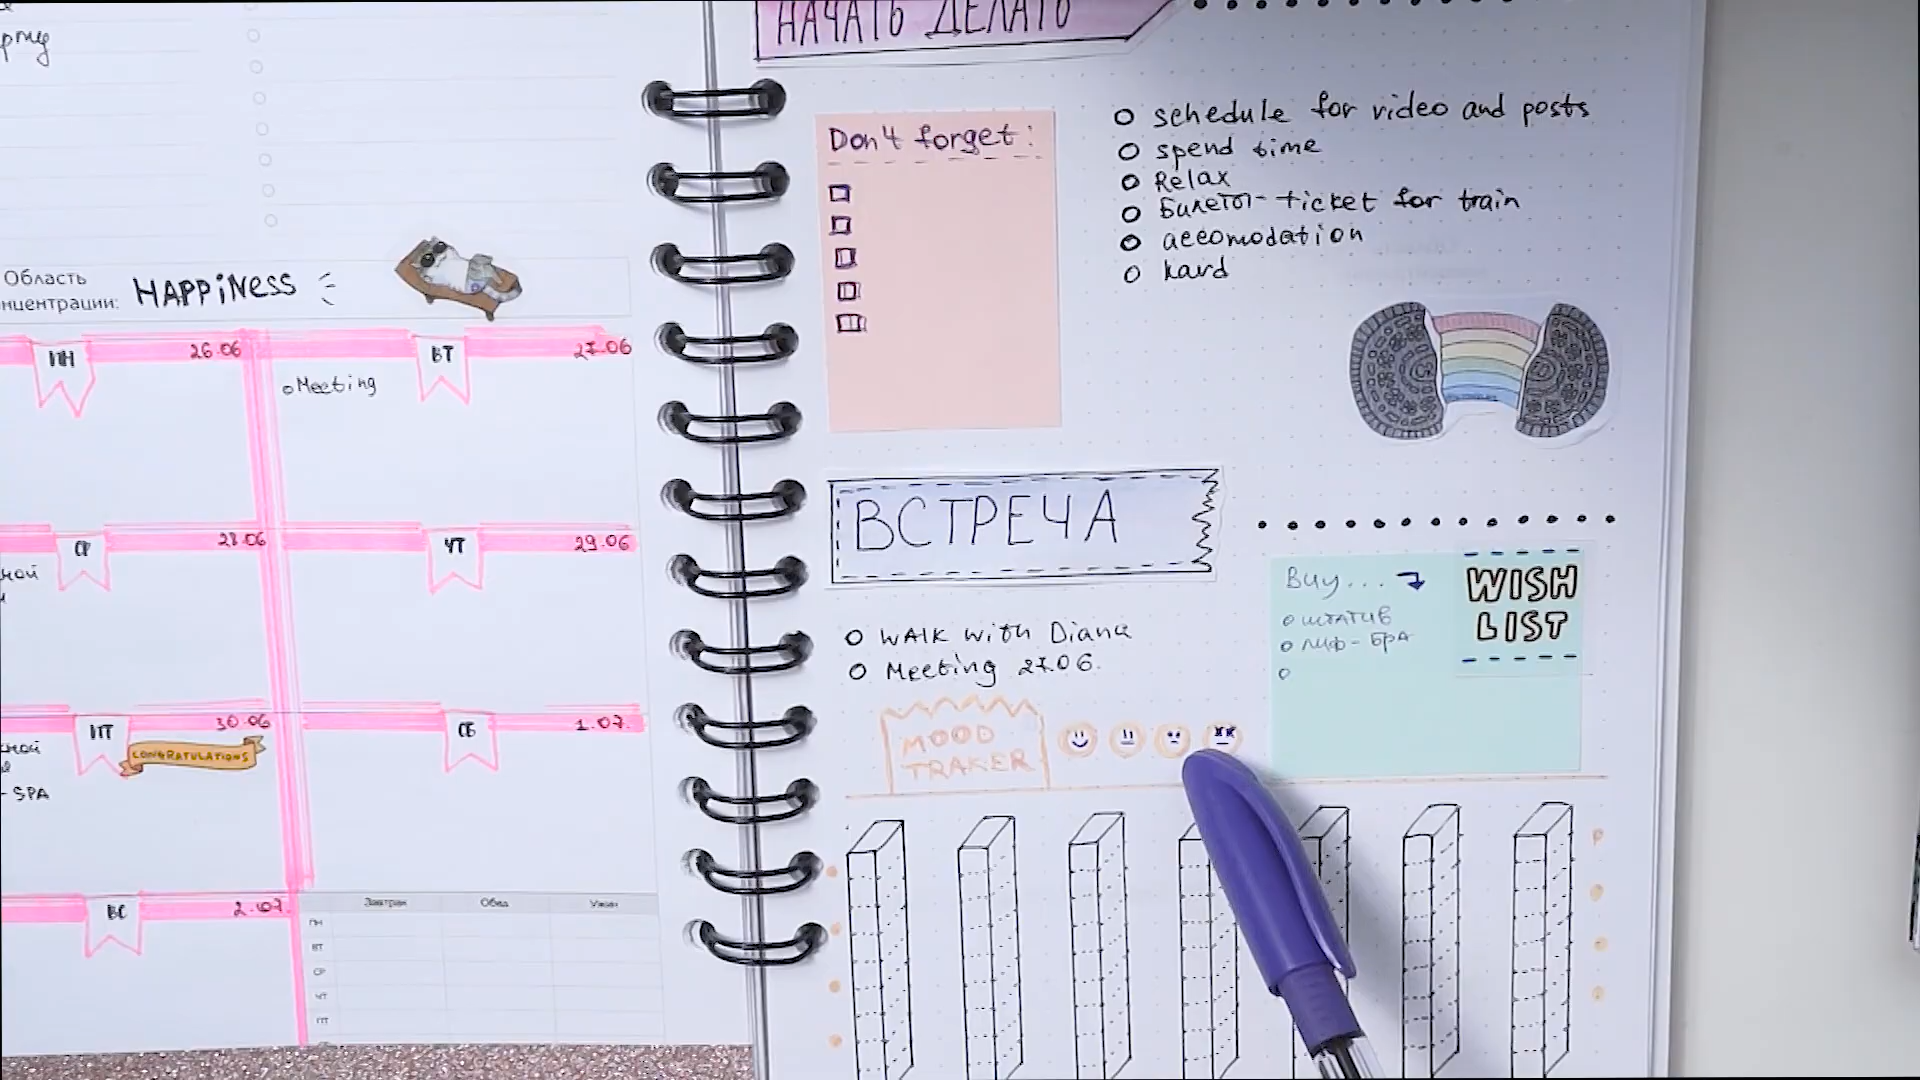 Область
нцентрации:
HAPPINESS
ПН
26.06
ВТ
27.06
Meeting
СР
28.06
ной
ЧТ
29.06
ПТ
30.06
CONGRATULATIONS
- SPA
СБ
1.07.
ВС
2.07.
Завтрак Обед Ужин
ПН
ВТ
СР
ЧТ
ПТ
НАЧАТЬ ДЕЛАТЬ
Don't forget:
schedule for video and posts
spend time
Relax
Билеты - ticket for train
accomodation
kard
ВСТРЕЧА
WALK with Diana
Meeting 27.06.
Buy...
штатив
лиф-бра
WISH
LIST
MOOD
TRAKER